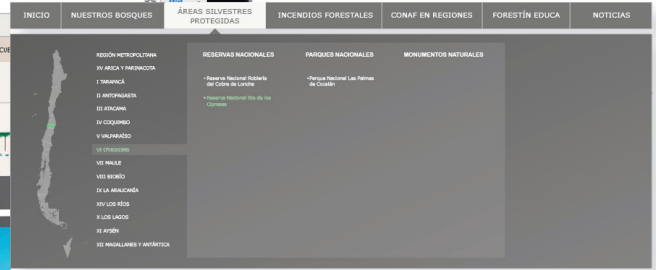 INICIO
NUESTROS BOSQUES
ÁREAS SILVESTRES
PROTEGIDAS
INCENDIOS FORESTALES
CONAF EN REGIONES
FORESTÍN EDUCA
NOTICIAS
REGIÓN METROPOLITANA
XV ARICA Y PARINACOTA
I TARAPACÁ
II ANTOFAGASTA
III ATACAMA
IV COQUIMBO
V VALPARAÍSO
VI O'HIGGINS
VII MAULE
VIII BIOBÍO
IX LA ARAUCANÍA
XIV LOS RÍOS
X LOS LAGOS
XI AYSÉN
XII MAGALLANES Y ANTÁRTICA
RESERVAS NACIONALES
• Reserva Nacional Roblería
del Cobre de Loncha
• Reserva Nacional Río de los
Cipreses
PARQUES NACIONALES
• Parque Nacional Las Palmas
de Cocalán
MONUMENTOS NATURALES